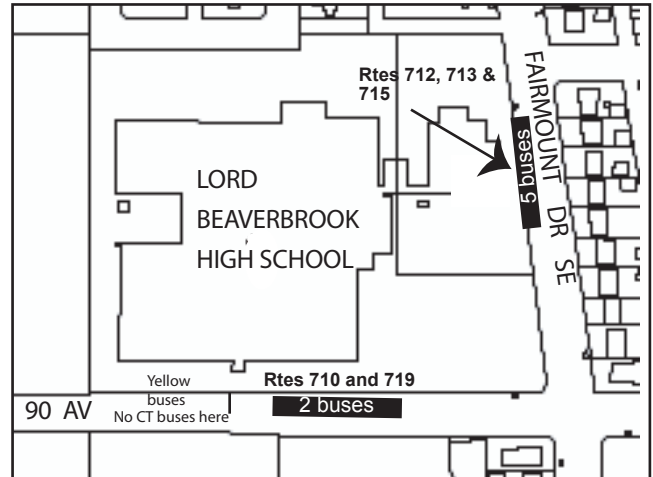 Rtes 712, 713 &
715
FAIRMOUNT DR SE
5 buses
LORD
BEAVERBROOK
HIGH SCHOOL
Rtes 710 and 719
2 buses
Yellow
buses
No CT buses here
90 AV